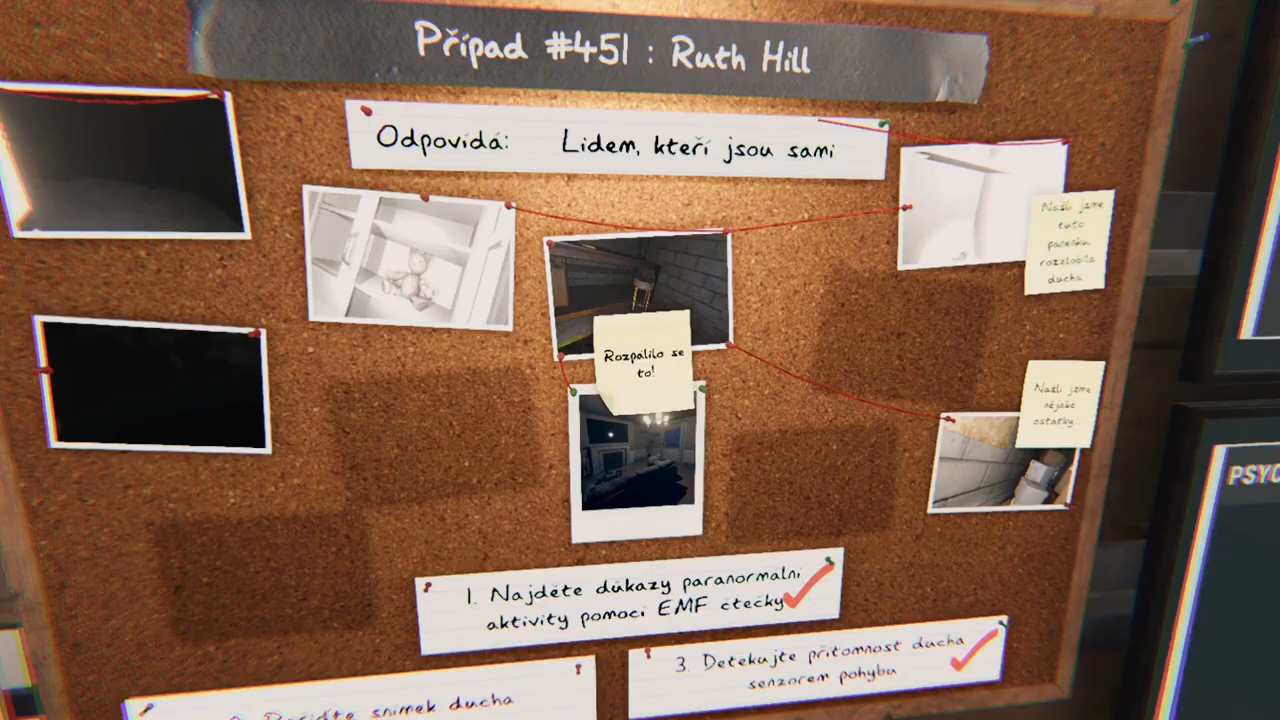 Případ #451 : Ruth Hill
Odpovídá: Lidem, kteří jsou sami
Našli jsme
tuto
panenku
rozzlobila
ducha
Rozpálilo se
to!
Našli jsme
nějaké
ostatky...
1. Najděte důkazy paranormální
aktivity pomocí EMF čtečky
PSYC
3. Detekujte přítomnost ducha
senzorem pohybu
snímek ducha